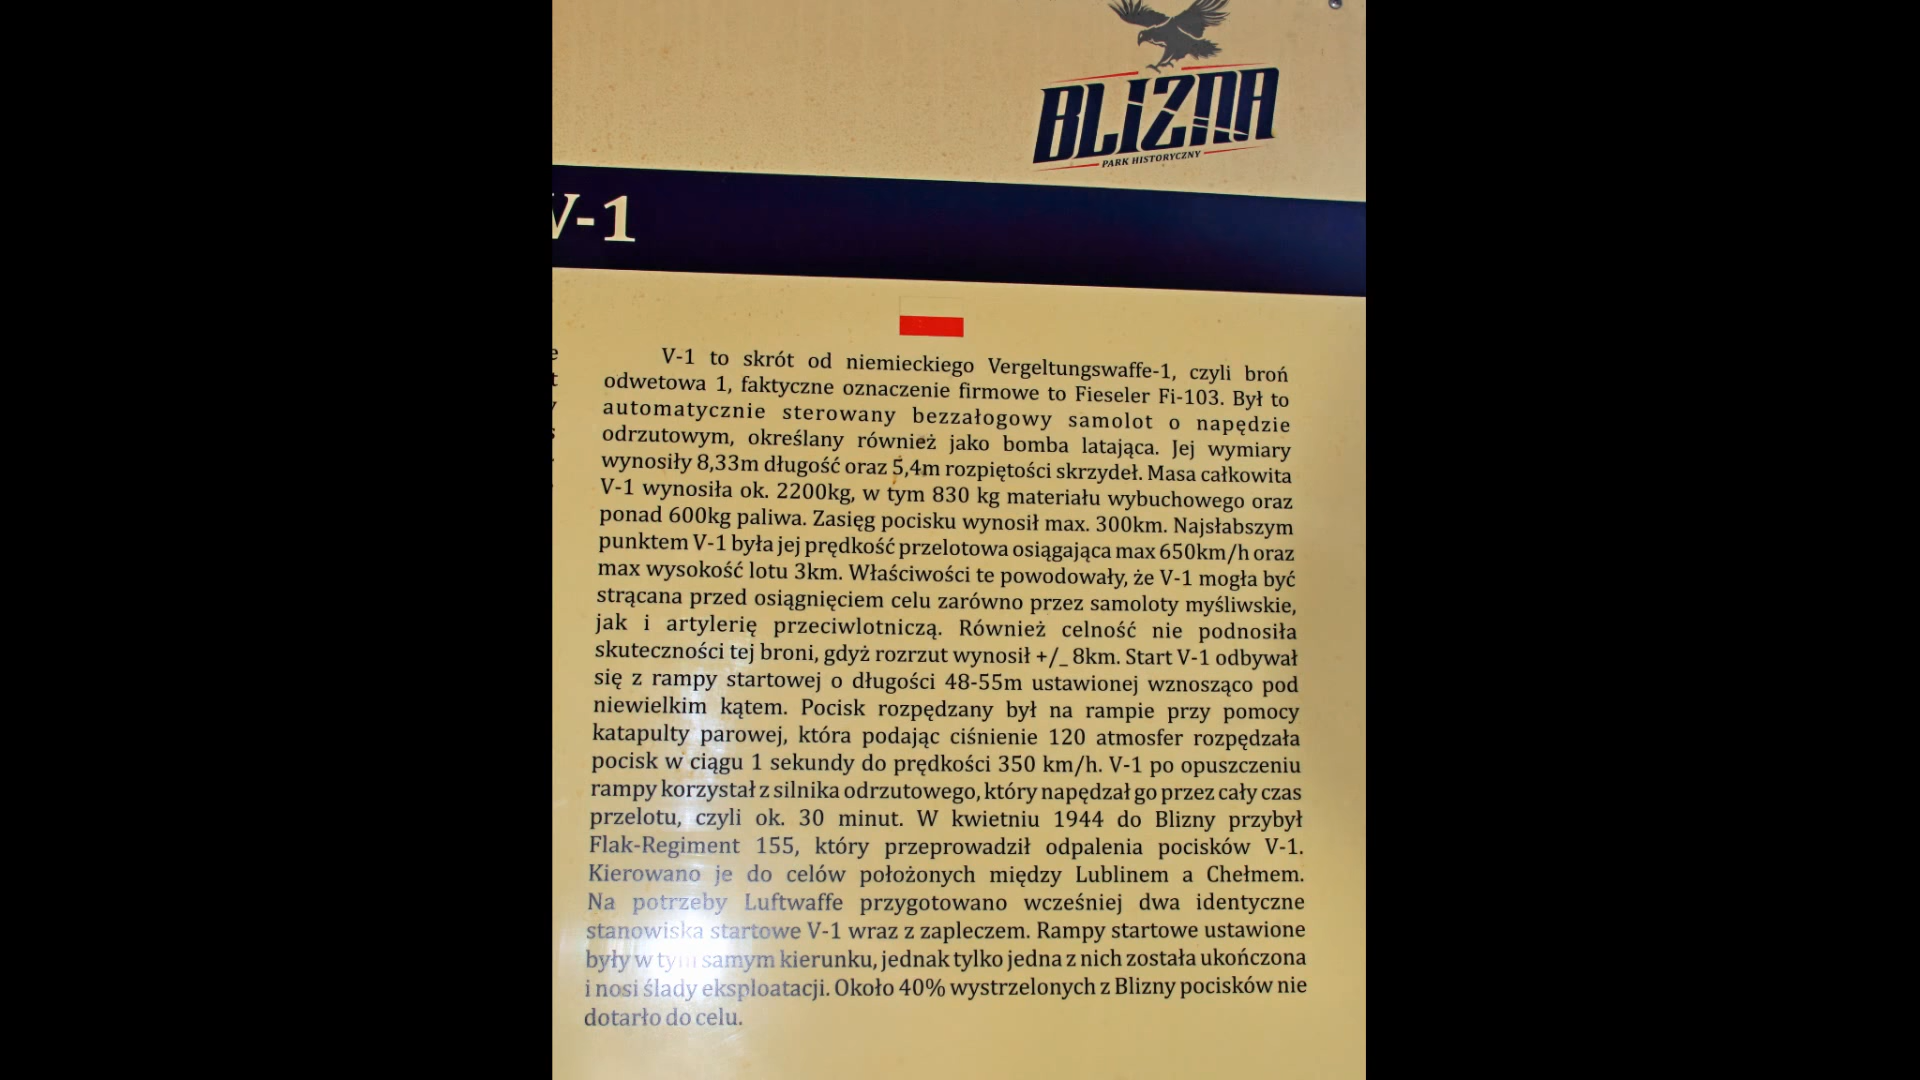 BLIZNA
PARK HISTORYCZNY
V-1
V-1 to skrót od niemieckiego Vergeltungswaffe-1, czyli broń
odwetowa 1, faktyczne oznaczenie firmowe to Fieseler Fi-103. Był to
automatycznie sterowany bezzałogowy samolot o napędzie
odrzutowym, określany również jako bomba latająca. Jej wymiary
wynosiły 8,33m długość oraz 5,4m rozpiętości skrzydeł. Masa całkowita
V-1 wynosiła ok. 2200kg, w tym 830 kg materiału wybuchowego oraz
ponad 600kg paliwa. Zasięg pocisku wynosił max. 300km. Najsłabszym
punktem V-1 była jej prędkość przelotowa osiągająca max 650km/h oraz
max wysokość lotu 3km. Właściwości te powodowały, że V-1 mogła być
strącana przed osiągnięciem celu zarówno przez samoloty myśliwskie,
jak i artylerię przeciwlotniczą. Również celność nie podnosiła
skuteczności tej broni, gdyż rozrzut wynosił +/_ 8km. Start V-1 odbywał
się z rampy startowej o długości 48-55m ustawionej wznosząco pod
niewielkim kątem. Pocisk rozpędzany był na rampie przy pomocy
katapulty parowej, która podając ciśnienie 120 atmosfer rozpędzała
pocisk w ciągu 1 sekundy do prędkości 350 km/h. V-1 po opuszczeniu
rampy korzystał z silnika odrzutowego, który napędzał go przez cały czas
przelotu, czyli ok. 30 minut. W kwietniu 1944 do Blizny przybył
Flak-Regiment 155, który przeprowadził odpalenia pocisków V-1.
Kierowano je do celów położonych między Lublinem a Chełmem.
Na potrzeby Luftwaffe przygotowano wcześniej dwa identyczne
stanowiska startowe V-1 wraz z zapleczem. Rampy startowe ustawione
były w tym samym kierunku, jednak tylko jedna z nich została ukończona
i nosi ślady eksploatacji. Około 40% wystrzelonych z Blizny pocisków nie
dotarło do celu.